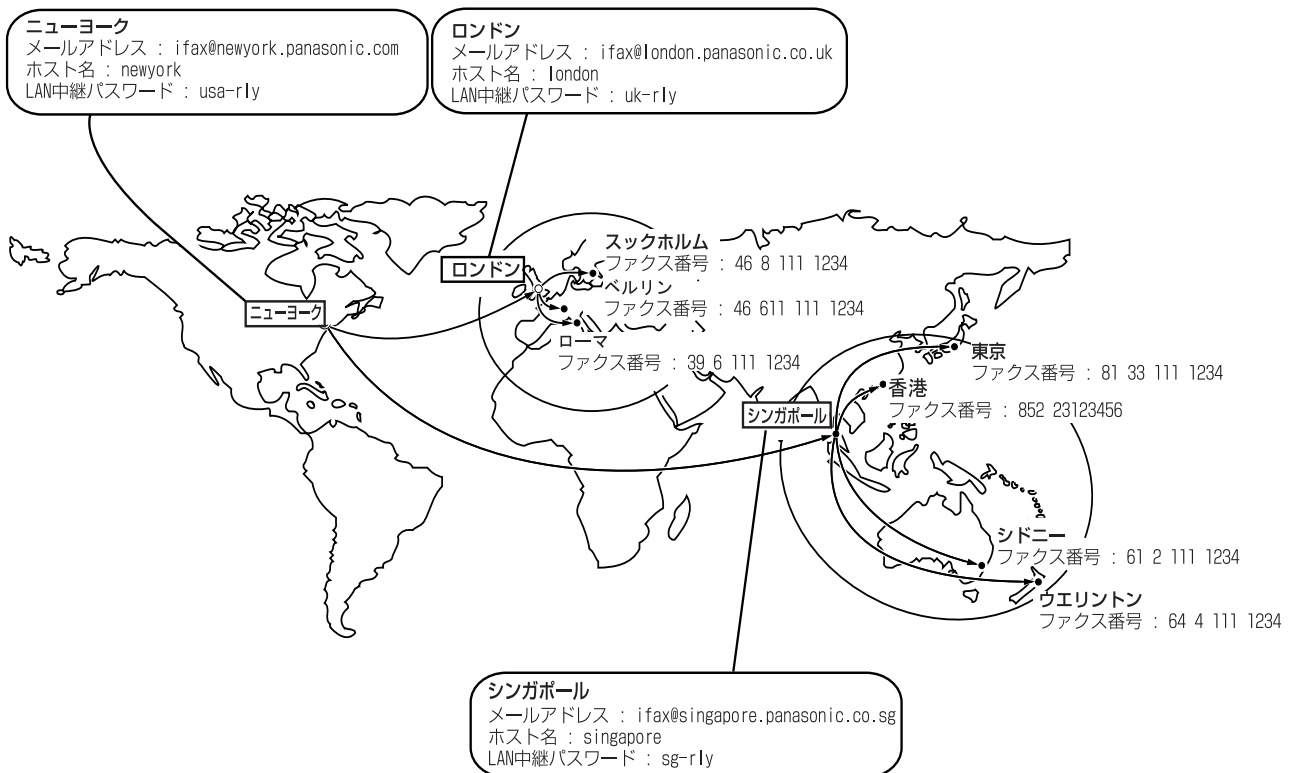 ニューヨーク
メールアドレス : ifax@newyork.panasonic.com
ホスト名 : newyork
LAN中継パスワード : usa-rly
ロンドン
メールアドレス : ifax@london.panasonic.co.uk
ホスト名 : london
LAN中継パスワード : uk-rly
スックホルム
ファクス番号 : 46 8 111 1234
ロンドン
ベルリン
ファクス番号 : 46 611 111 1234
ニューヨーク
ローマ
ファクス番号 : 39 6 111 1234
東京
ファクス番号 : 81 33 111 1234
香港
ファクス番号 : 852 23123456
シンガポール
シドニー
ファクス番号 : 61 2 111 1234
ウエリントン
ファクス番号 : 64 4 111 1234
シンガポール
メールアドレス : ifax@singapore.panasonic.co.sg
ホスト名 : singapore
LAN中継パスワード : sg-rly